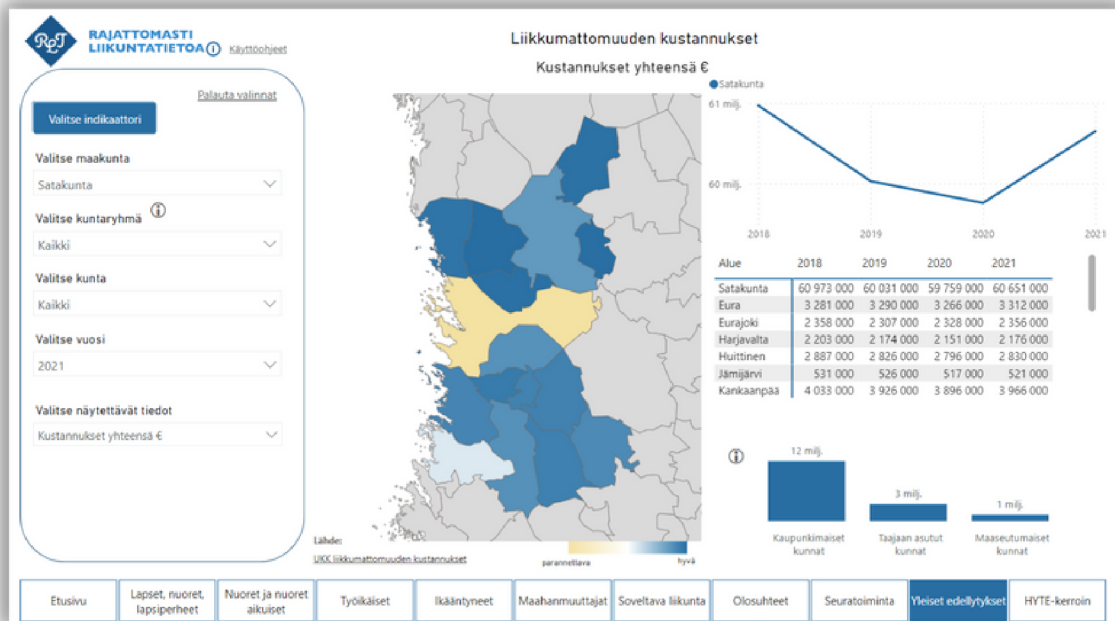 RLT
RAJATTOMASTI
LIIKUNTATIETOA
Käyttöohjeet
Palauta valinnat
Valitse indikaattori
Valitse maakunta
Satakunta
Valitse kuntaryhmä
Kaikki
Valitse kunta
Kaikki
Valitse vuosi
2021
Valitse näytettävät tiedot
Kustannukset yhteensä €
Liikkumattomuuden kustannukset
Kustannukset yhteensä €
Lähde:
UKK liikkumattomuuden kustannukset
parannettava hyvä
Satakunta
61 milj.
60 milj.
2018 2019 2020 2021
Alue 2018 2019 2020 2021
Satakunta 60 973 000 60 031 000 59 759 000 60 651 000
Eura 3 281 000 3 290 000 3 266 000 3 312 000
Eurajoki 2 358 000 2 307 000 2 328 000 2 356 000
Harjavalta 2 203 000 2 174 000 2 151 000 2 176 000
Huittinen 2 887 000 2 826 000 2 796 000 2 830 000
Jämijärvi 531 000 526 000 517 000 521 000
Kankaanpää 4 033 000 3 926 000 3 896 000 3 966 000
12 milj.
3 milj.
1 milj.
Kaupunkimaiset kunnat
Taajaan asutut kunnat
Maaseutumaiset kunnat
Etusivu
Lapset, nuoret, lapsiperheet
Nuoret ja nuoret aikuiset
Työikäiset
Ikääntyneet
Maahanmuuttajat
Soveltava liikunta
Olosuhteet
Seuratoiminta
Yleiset edellytykset
HYTE-kerroin